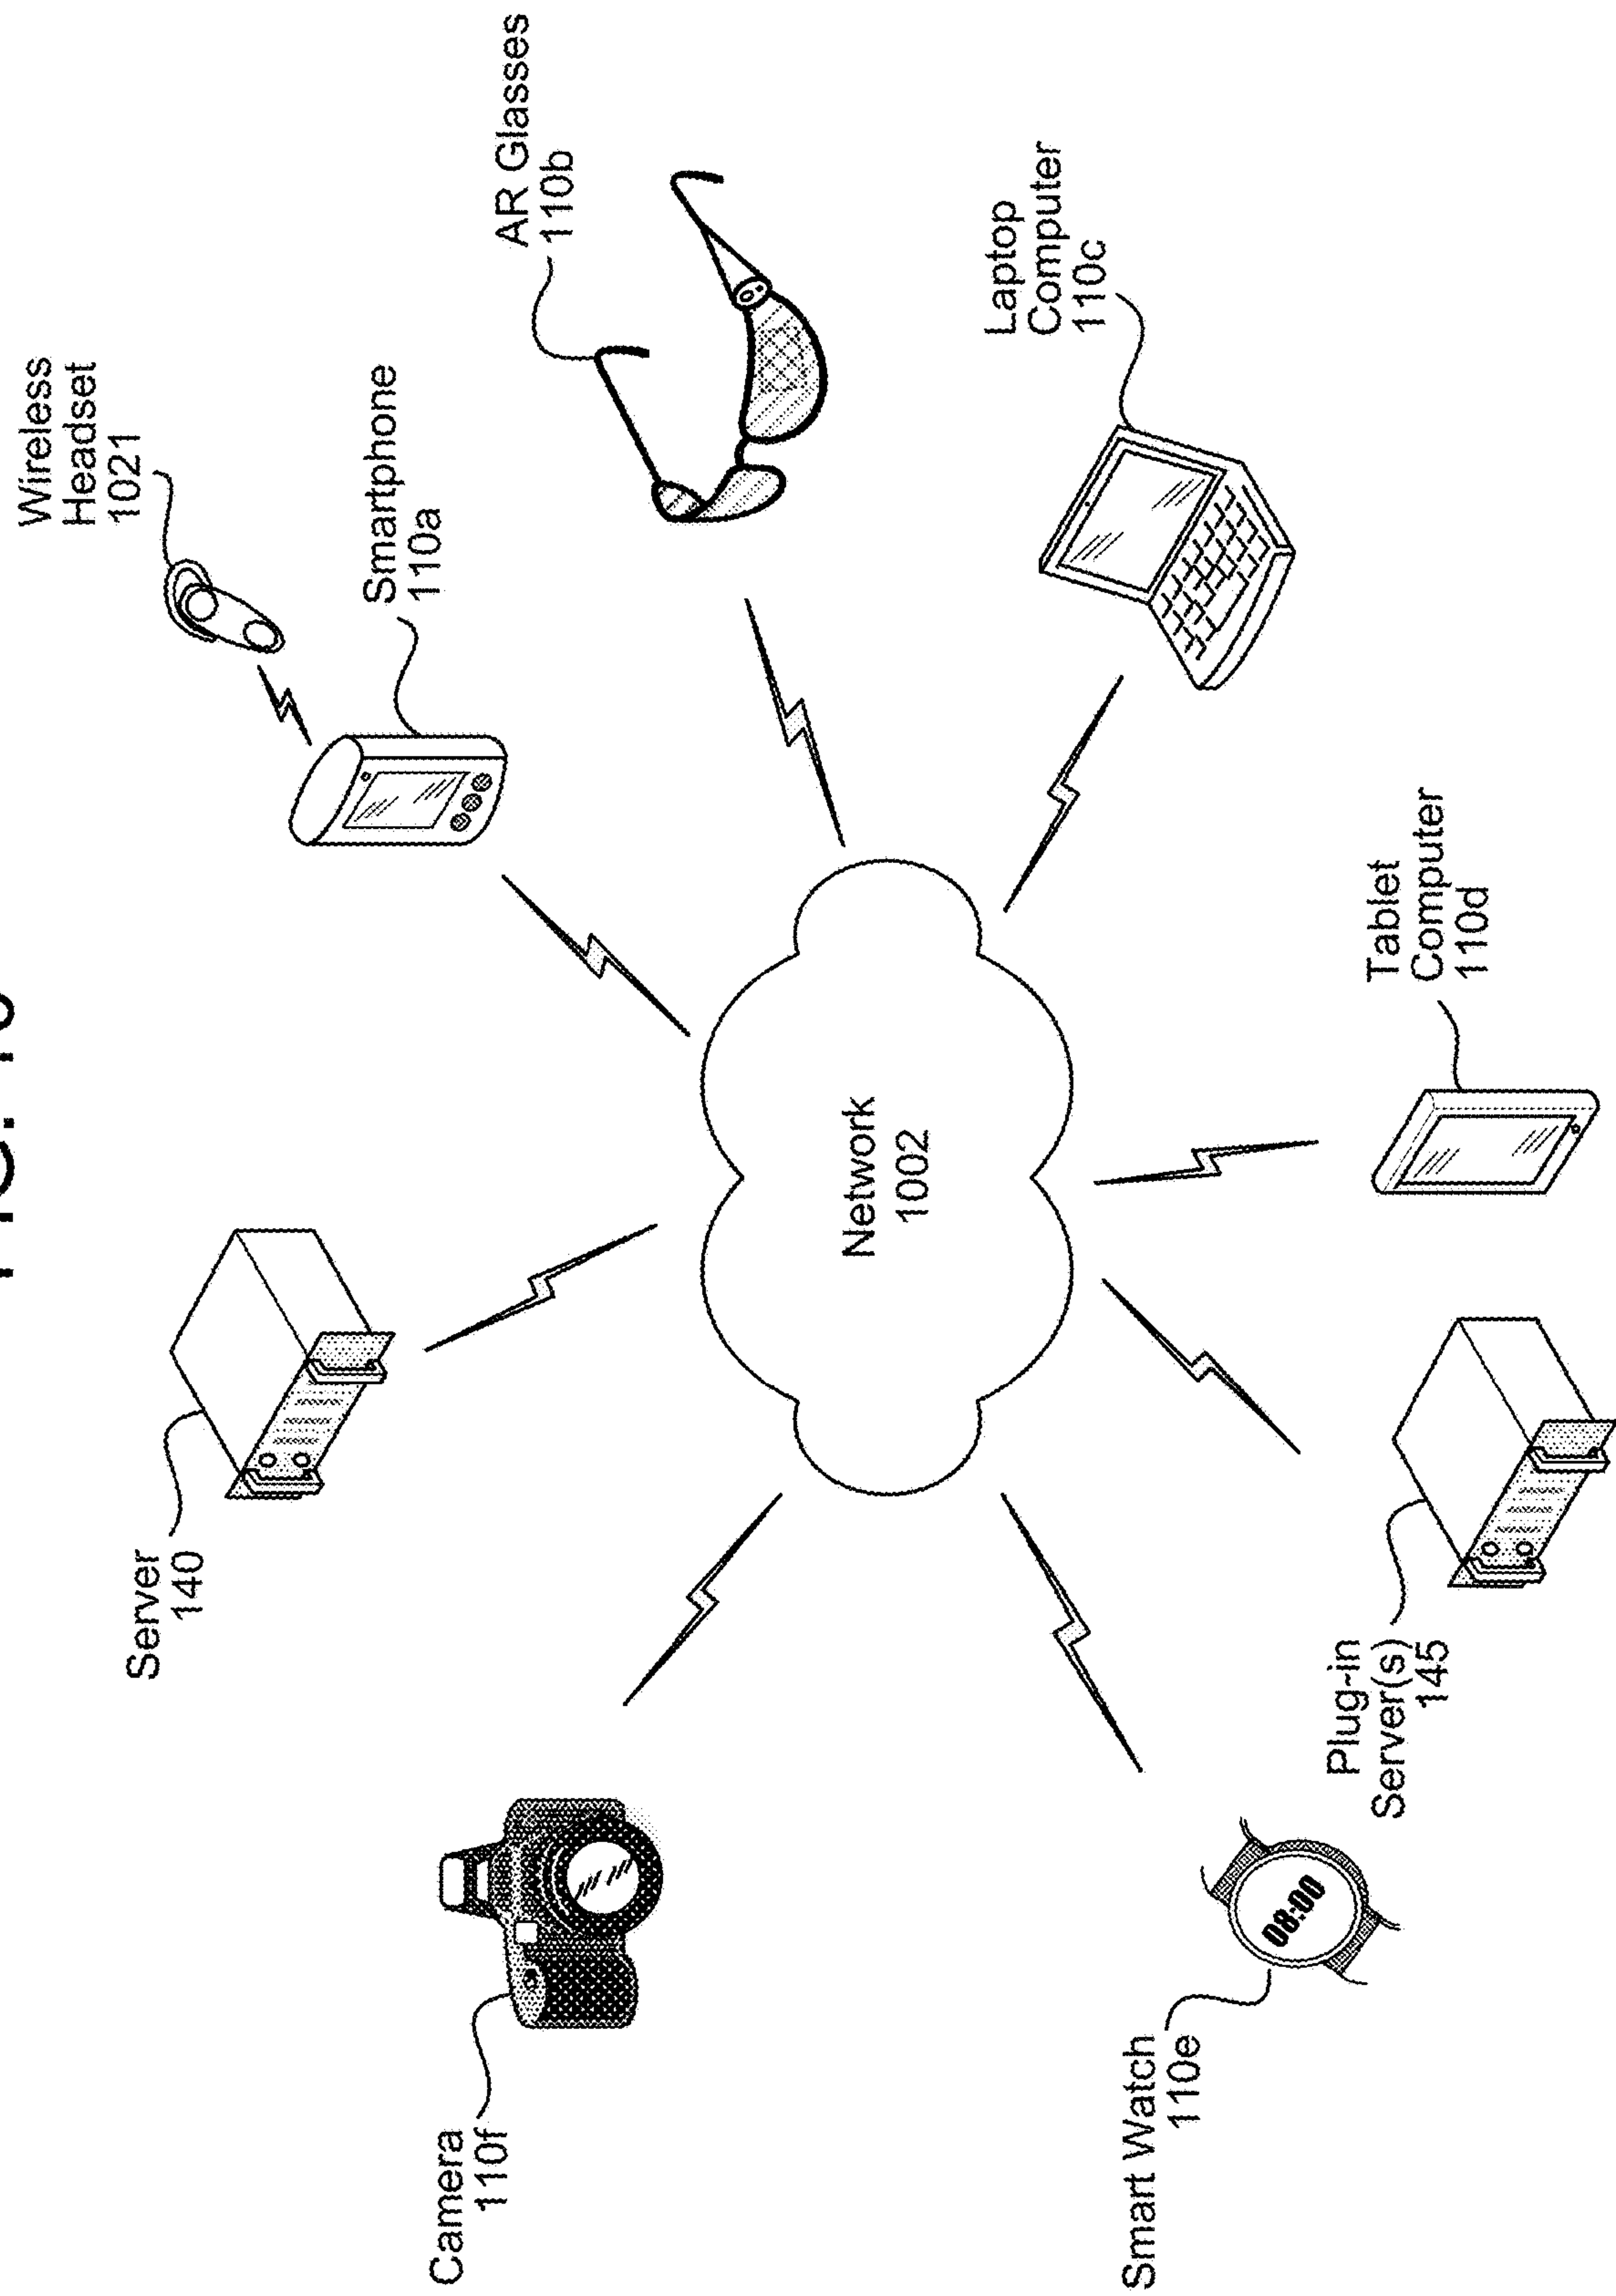 Wireless
Headset
1021
Smartphone
110a
AR Glasses
110b
Laptop
Computer
110c
Tablet
Computer
110d
Plug-in
Server(s)
145
Smart Watch
110e
08:00
Camera
110f
Server
140
Network
1002